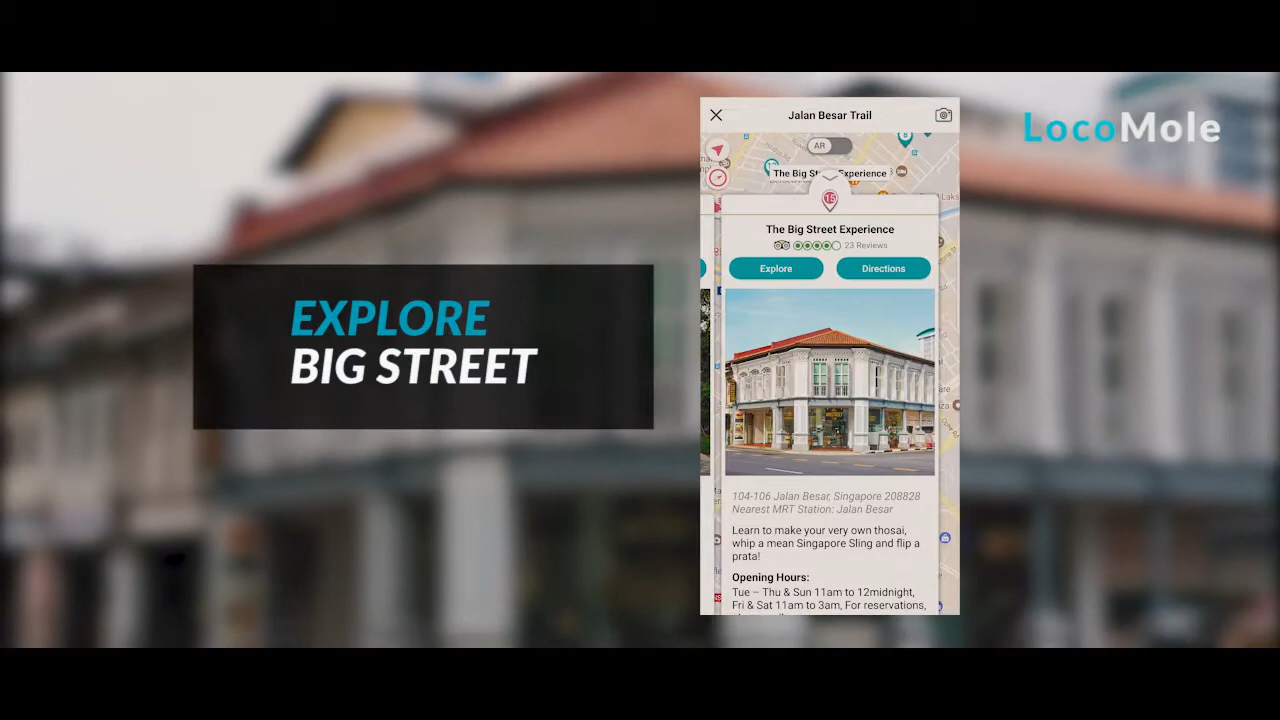 EXPLORE
BIG STREET
LocoMole
Jalan Besar Trail
AR
The Big Street Experience
15
The Big Street Experience
23 Reviews
Explore
Directions
104-106 Jalan Besar, Singapore 208828
Nearest MRT Station: Jalan Besar
Learn to make your very own thosai,
whip a mean Singapore Sling and flip a
prata!
Opening Hours:
Tue – Thu & Sun 11am to 12midnight,
Fri & Sat 11am to 3am, For reservations,